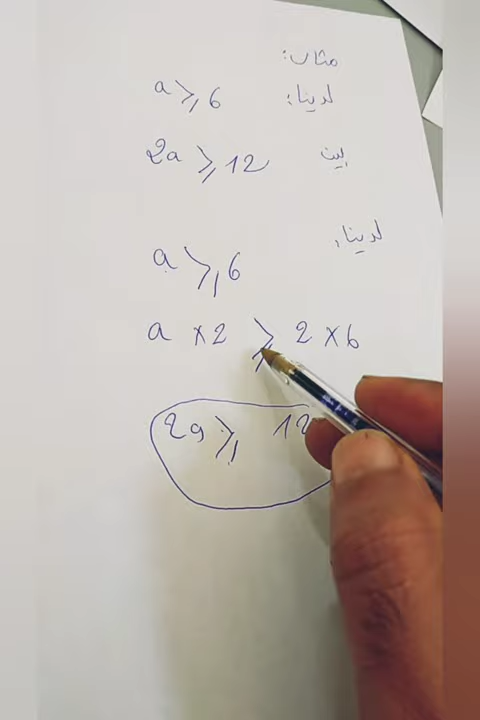 مثال:
لدينا: a ⩾ 6
بين 2a ⩾ 12
لدينا:
a ⩾ 6
a × 2 ⩾ 2 × 6
2a ⩾ 12